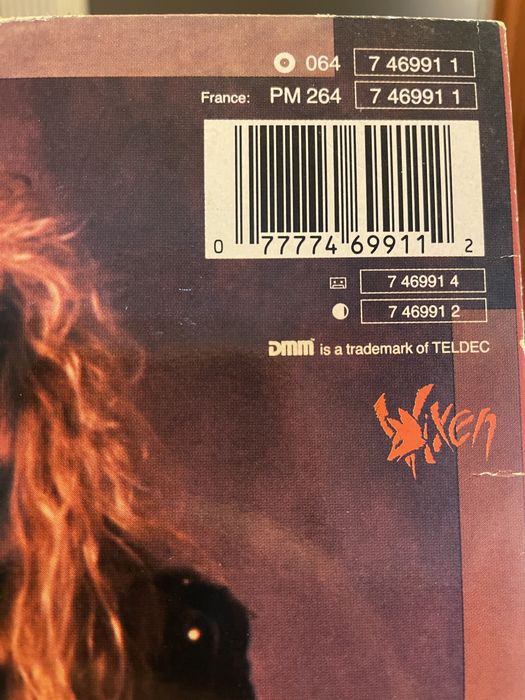 064 7 46991 1
France: PM 264 7 46991 1
0 77774 69911 2
7 46991 4
7 46991 2
DMM is a trademark of TELDEC
Vixen